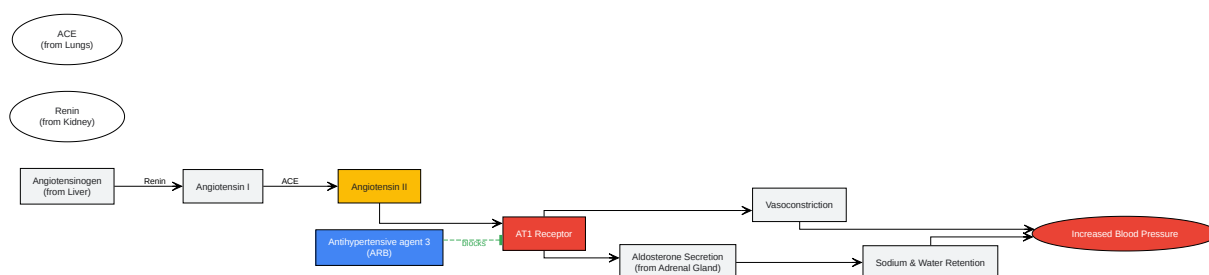 ACE
(from Lungs)
Renin
(from Kidney)
Angiotensinogen
(from Liver)
Renin
Angiotensin I
ACE
Angiotensin II
Antihypertensive agent 3
(ARB)
blocks
AT1 Receptor
Vasoconstriction
Aldosterone Secretion
(from Adrenal Gland)
Sodium & Water Retention
Increased Blood Pressure